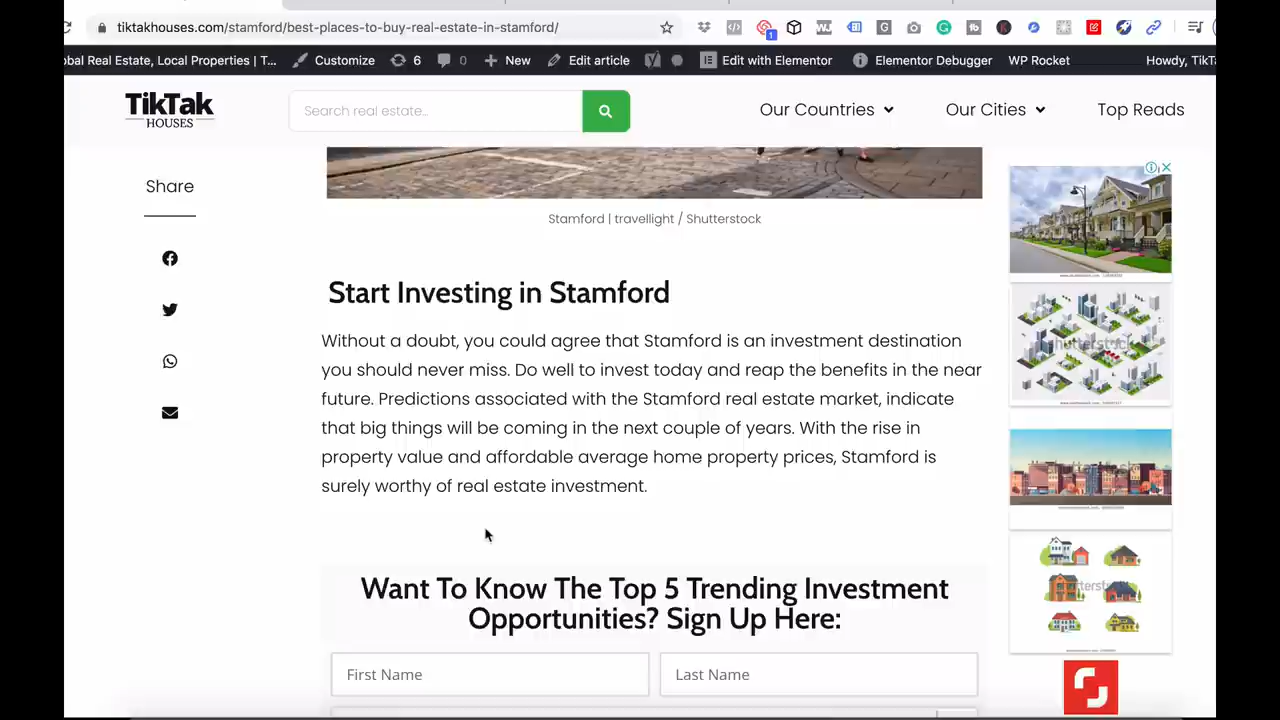 tiktakhouses.com/stamford/best-places-to-buy-real-estate-in-stamford/
1
obal Real Estate, Local Properties | T...
Customize
6
0
New
Edit article
Edit with Elementor
Elementor Debugger
WP Rocket
Howdy, TikTa
TikTak
HOUSES
Search real estate..
Our Countries
Our Cities
Top Reads
Share
Stamford | travellight / Shutterstock
Start Investing in Stamford
Without a doubt, you could agree that Stamford is an investment destination
you should never miss. Do well to invest today and reap the benefits in the near
future. Predictions associated with the Stamford real estate market, indicate
that big things will be coming in the next couple of years. With the rise in
property value and affordable average home property prices, Stamford is
surely worthy of real estate investment.
Want To Know The Top 5 Trending Investment
Opportunities? Sign Up Here:
First Name
Last Name